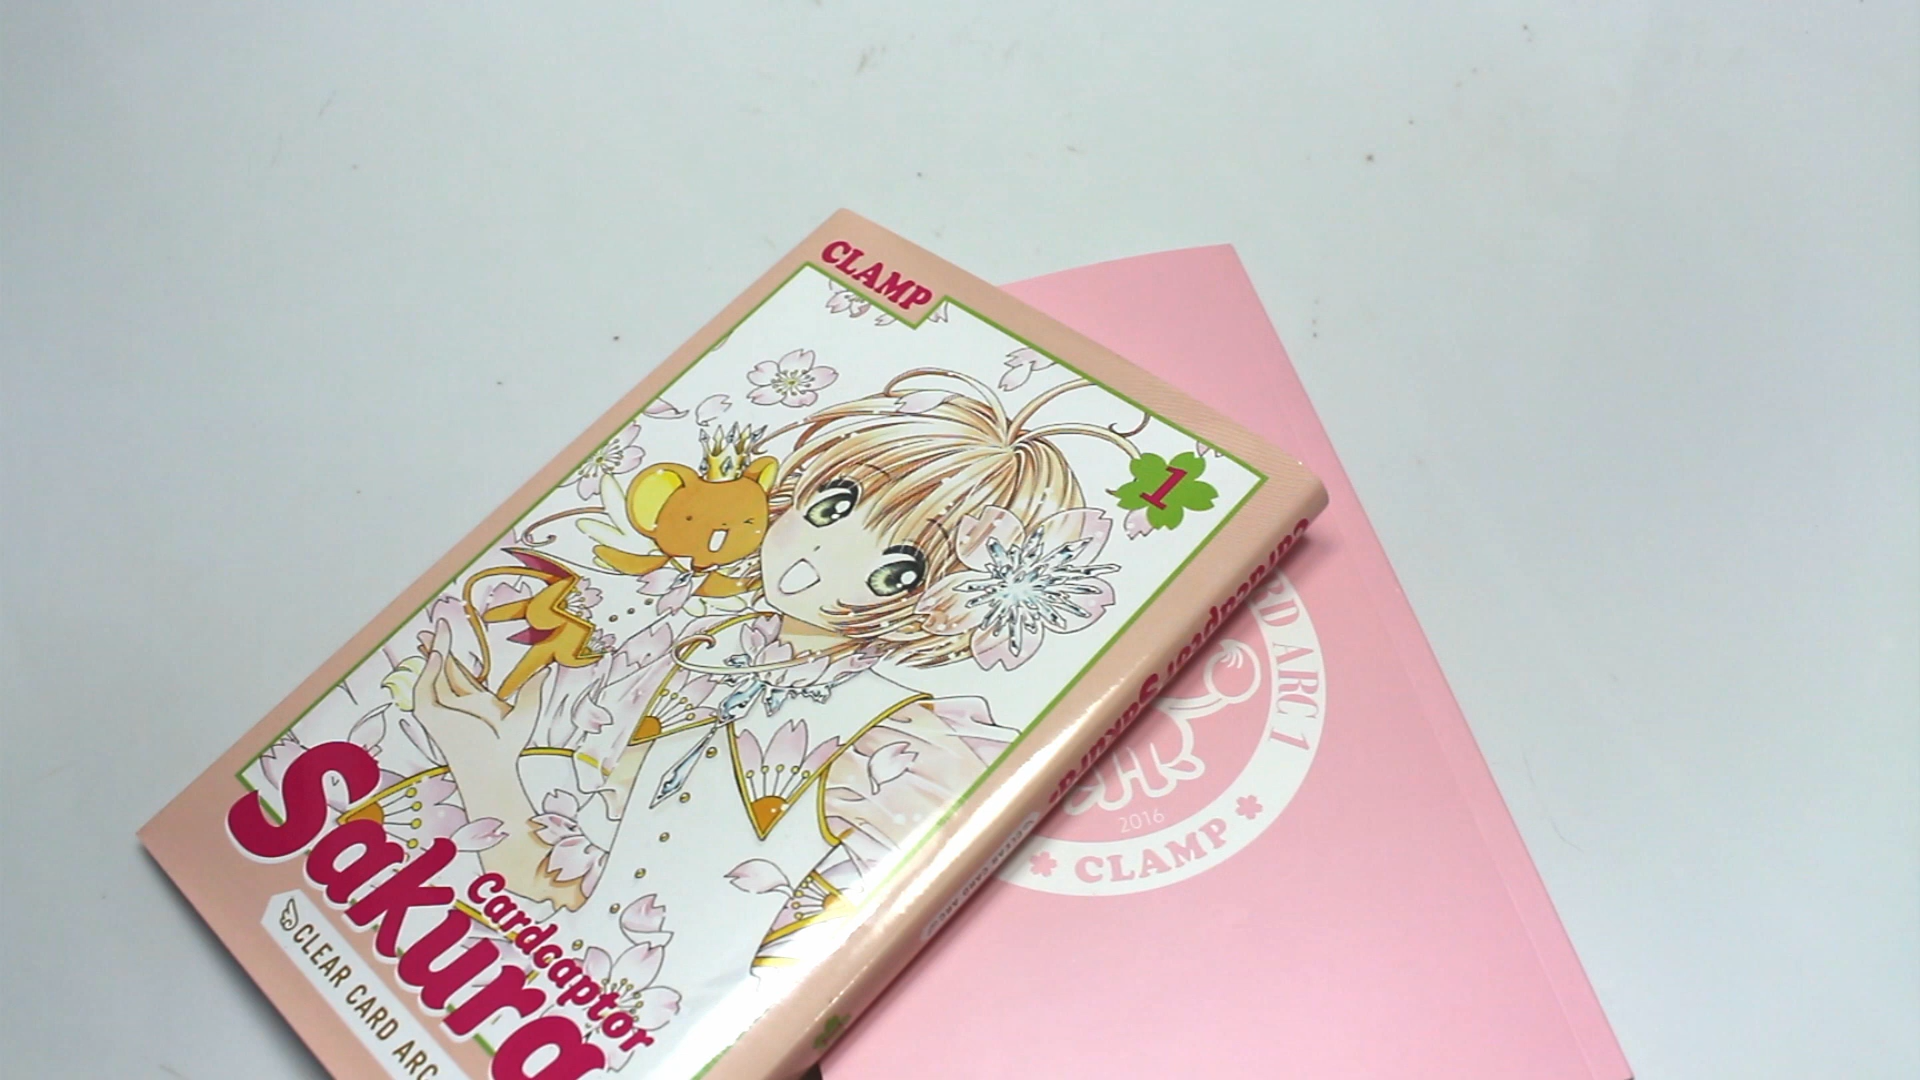 CLAMP
1
Cardcaptor
Sakura
CLEAR CARD ARC
Cardcaptor Sakura
CLEAR CARD ARC
RD ARC 1
2016
CLAMP